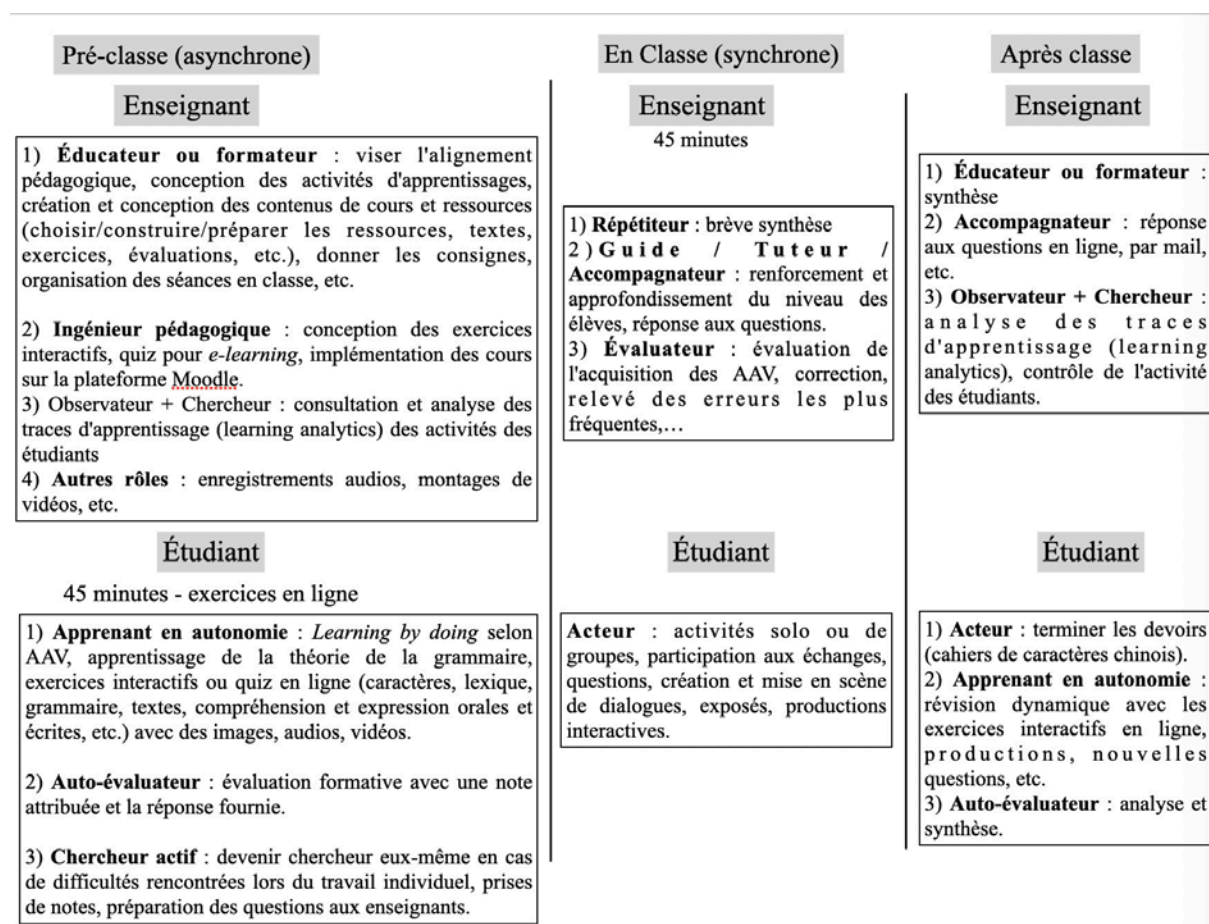 Pré-classe (asynchrone)
Enseignant
1) Éducateur ou formateur : viser l'alignement
pédagogique, conception des activités d'apprentissages,
création et conception des contenus de cours et ressources
(choisir/construire/préparer les ressources, textes,
exercices, évaluations, etc.), donner les consignes,
organisation des séances en classe, etc.
2) Ingénieur pédagogique : conception des exercices
interactifs, quiz pour e-learning, implémentation des cours
sur la plateforme Moodle.
3) Observateur + Chercheur : consultation et analyse des
traces d'apprentissage (learning analytics) des activités des
étudiants
4) Autres rôles : enregistrements audios, montages de
vidéos, etc.
Étudiant
45 minutes - exercices en ligne
1) Apprenant en autonomie : Learning by doing selon
AAV, apprentissage de la théorie de la grammaire,
exercices interactifs ou quiz en ligne (caractères, lexique,
grammaire, textes, compréhension et expression orales et
écrites, etc.) avec des images, audios, vidéos.
2) Auto-évaluateur : évaluation formative avec une note
attribuée et la réponse fournie.
3) Chercheur actif : devenir chercheur eux-même en cas
de difficultés rencontrées lors du travail individuel, prises
de notes, préparation des questions aux enseignants.
En Classe (synchrone)
Enseignant
45 minutes
1) Répétiteur : brève synthèse
2) Guide / Tuteur /
Accompagnateur : renforcement et
approfondissement du niveau des
élèves, réponse aux questions.
3) Évaluateur : évaluation de
l'acquisition des AAV, correction,
relevé des erreurs les plus
fréquentes,…
Étudiant
Acteur : activités solo ou de
groupes, participation aux échanges,
questions, création et mise en scène
de dialogues, exposés, productions
interactives.
Après classe
Enseignant
1) Éducateur ou formateur :
synthèse
2) Accompagnateur : réponse
aux questions en ligne, par mail,
etc.
3) Observateur + Chercheur :
analyse des traces
d'apprentissage (learning
analytics), contrôle de l'activité
des étudiants.
Étudiant
1) Acteur : terminer les devoirs
(cahiers de caractères chinois).
2) Apprenant en autonomie :
révision dynamique avec les
exercices interactifs en ligne,
productions, nouvelles
questions, etc.
3) Auto-évaluateur : analyse et
synthèse.